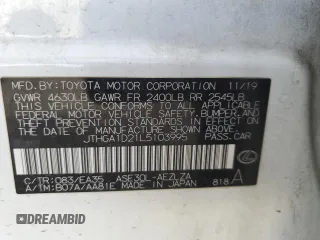 MFD. BY: TOYOTA MOTOR CORPORATION 11/19
GVWR 4630LB GAWR FR 2400LB RR 2545LB
THIS VEHICLE CONFORMS TO ALL APPLICABLE
FEDERAL MOTOR VEHICLE SAFETY, BUMPER, AND
THEFT PREVENTION STANDARDS IN EFFECT ON
THE DATE OF MANUFACTURE SHOWN ABOVE.
JTHGA1D21L5103995 PASS. CAR
C/TR: 083/EA35 ASE30L-AEZLZA
A/TM: B07A/AA81E MADE IN JAPAN 818 A